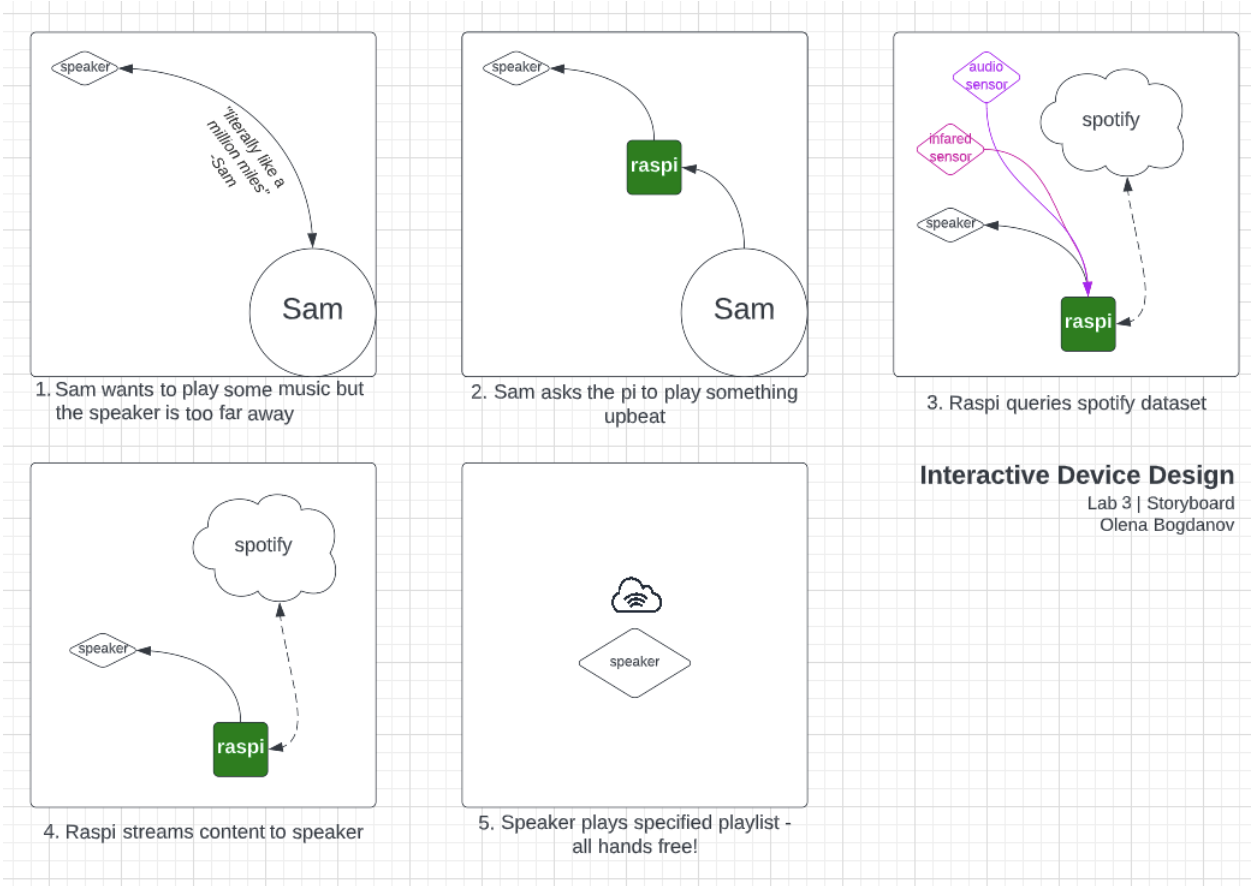 speaker
"literally like a
million miles"
-Sam
Sam
1. Sam wants to play some music but
the speaker is too far away
speaker
raspi
Sam
2. Sam asks the pi to play something
upbeat
audio
sensor
spotify
infared
sensor
speaker
raspi
3. Raspi queries spotify dataset
spotify
speaker
raspi
4. Raspi streams content to speaker
speaker
5. Speaker plays specified playlist -
all hands free!
Interactive Device Design
Lab 3 | Storyboard
Olena Bogdanov